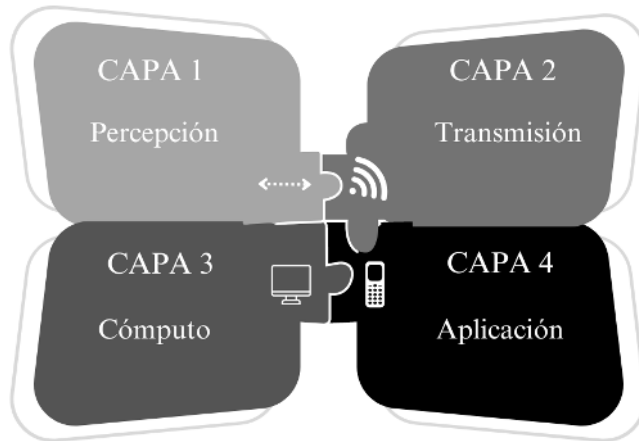 CAPA 1
Percepción
CAPA 2
Transmisión
CAPA 3
Cómputo
CAPA 4
Aplicación